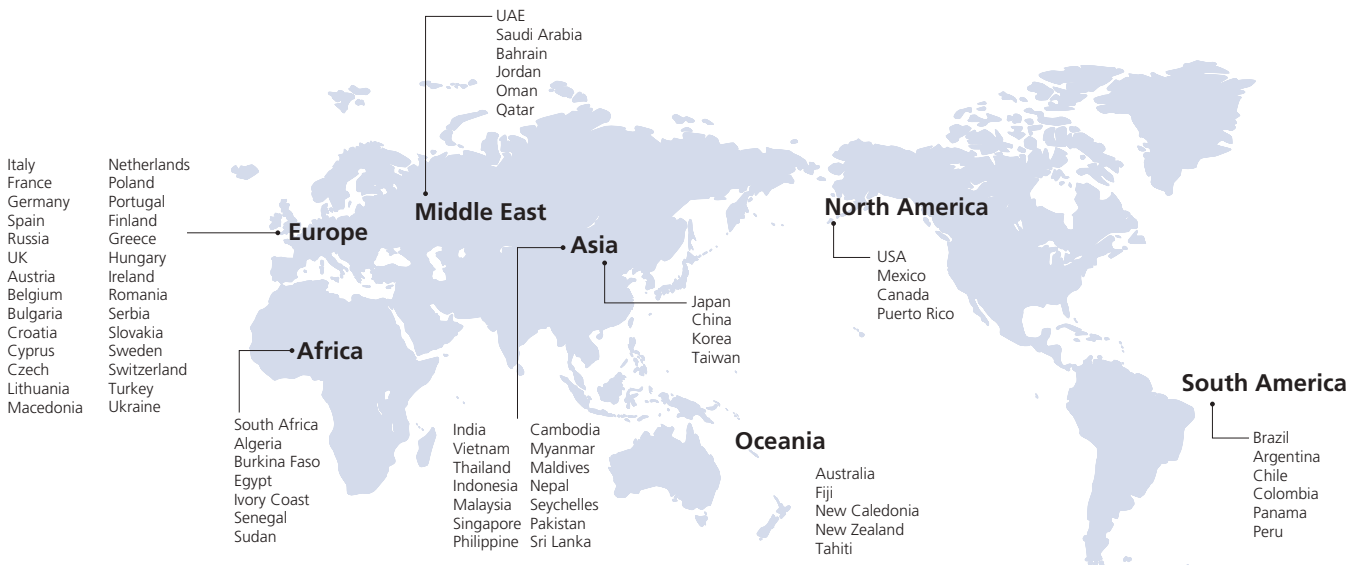 UAE
Saudi Arabia
Bahrain
Jordan
Oman
Qatar
Middle East
Italy
France
Germany
Spain
Russia
UK
Austria
Belgium
Bulgaria
Croatia
Cyprus
Czech
Lithuania
Macedonia
Netherlands
Poland
Portugal
Finland
Greece
Hungary
Ireland
Romania
Serbia
Slovakia
Sweden
Switzerland
Turkey
Ukraine
Europe
Africa
South Africa
Algeria
Burkina Faso
Egypt
Ivory Coast
Senegal
Sudan
Asia
Japan
China
Korea
Taiwan
India
Vietnam
Thailand
Indonesia
Malaysia
Singapore
Philippine
Cambodia
Myanmar
Maldives
Nepal
Seychelles
Pakistan
Sri Lanka
Oceania
Australia
Fiji
New Caledonia
New Zealand
Tahiti
North America
USA
Mexico
Canada
Puerto Rico
South America
Brazil
Argentina
Chile
Colombia
Panama
Peru